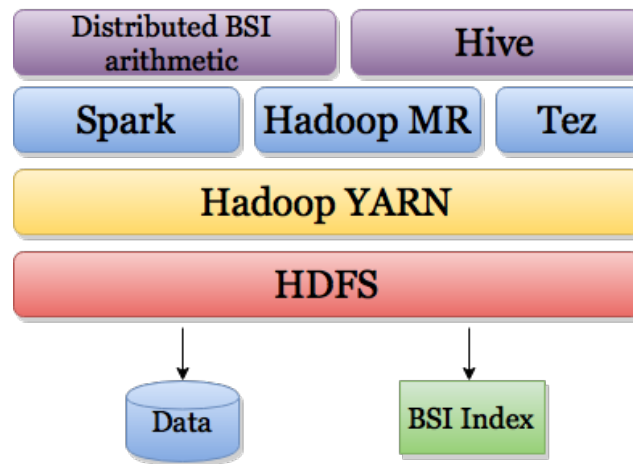 Distributed BSI
arithmetic
Hive
Spark
Hadoop MR
Tez
Hadoop YARN
HDFS
Data
BSI Index